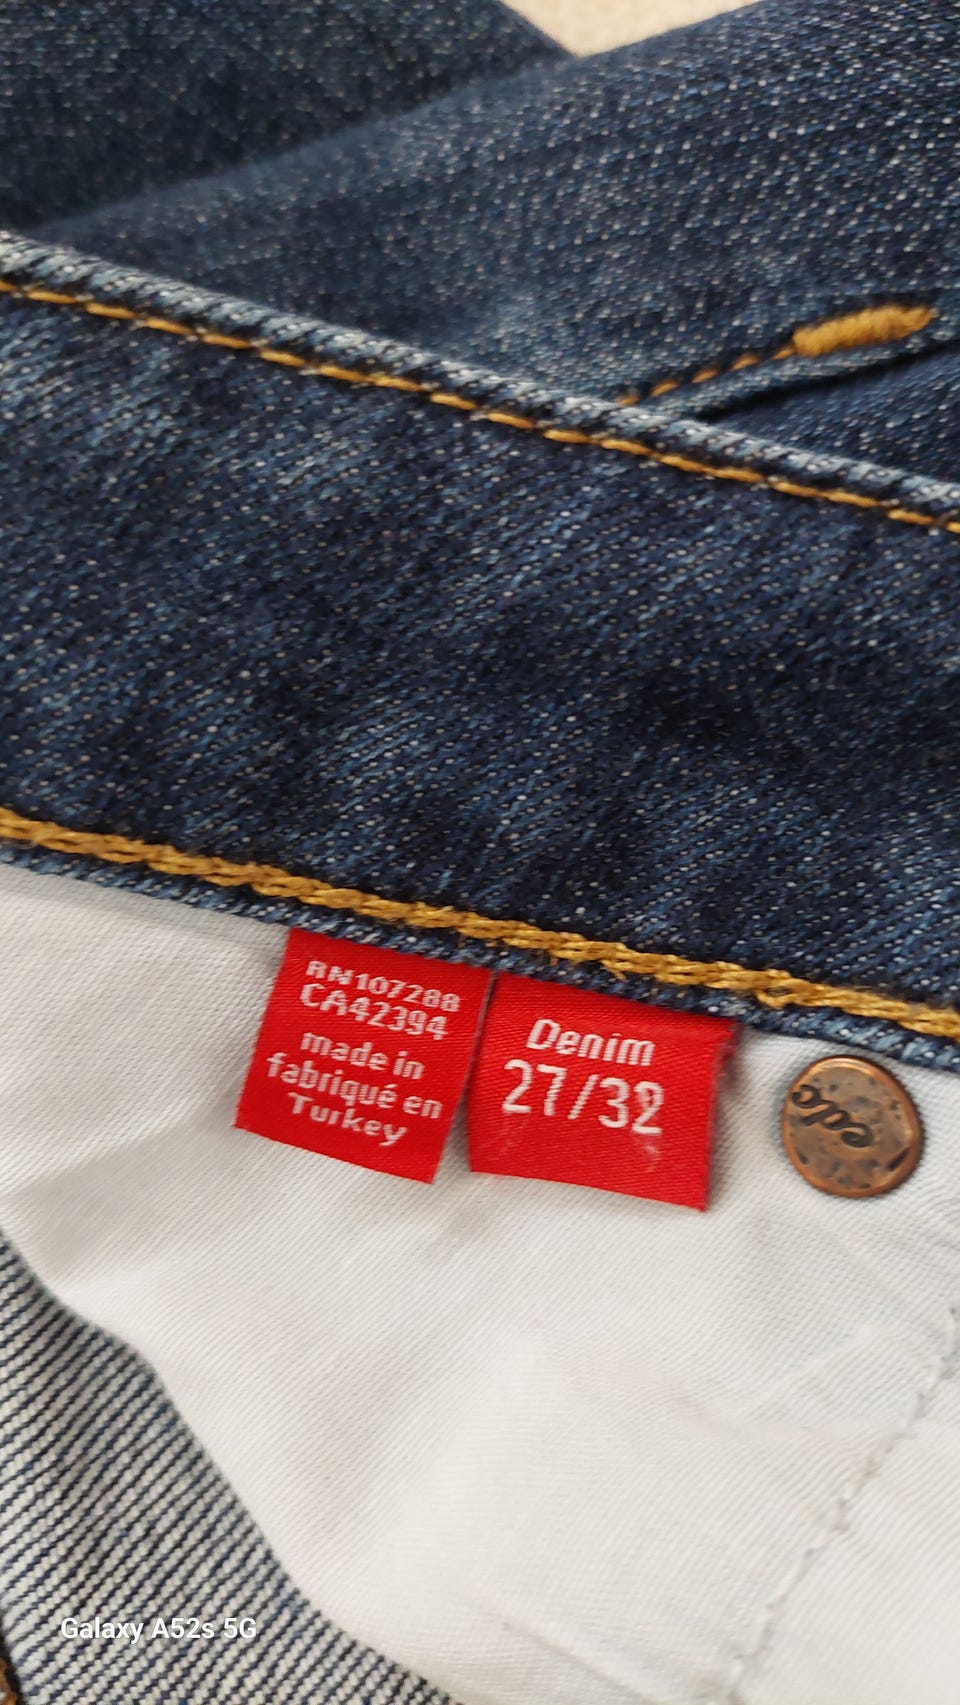 RN107288
CA42394
made in
fabriqué en
Turkey
Denim
27/32
edc
Galaxy A52s 5G